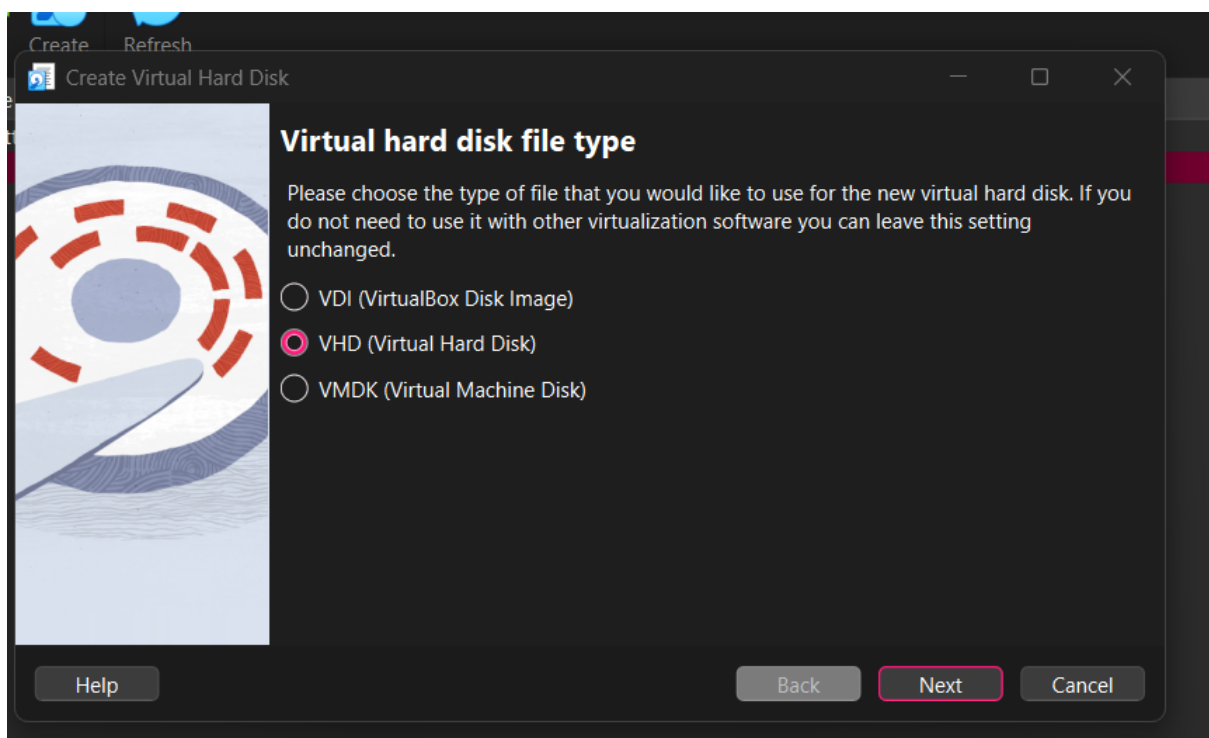 Create Refresh
Create Virtual Hard Disk
Virtual hard disk file type
Please choose the type of file that you would like to use for the new virtual hard disk. If you
do not need to use it with other virtualization software you can leave this setting
unchanged.
VDI (VirtualBox Disk Image)
VHD (Virtual Hard Disk)
VMDK (Virtual Machine Disk)
Help Back Next Cancel